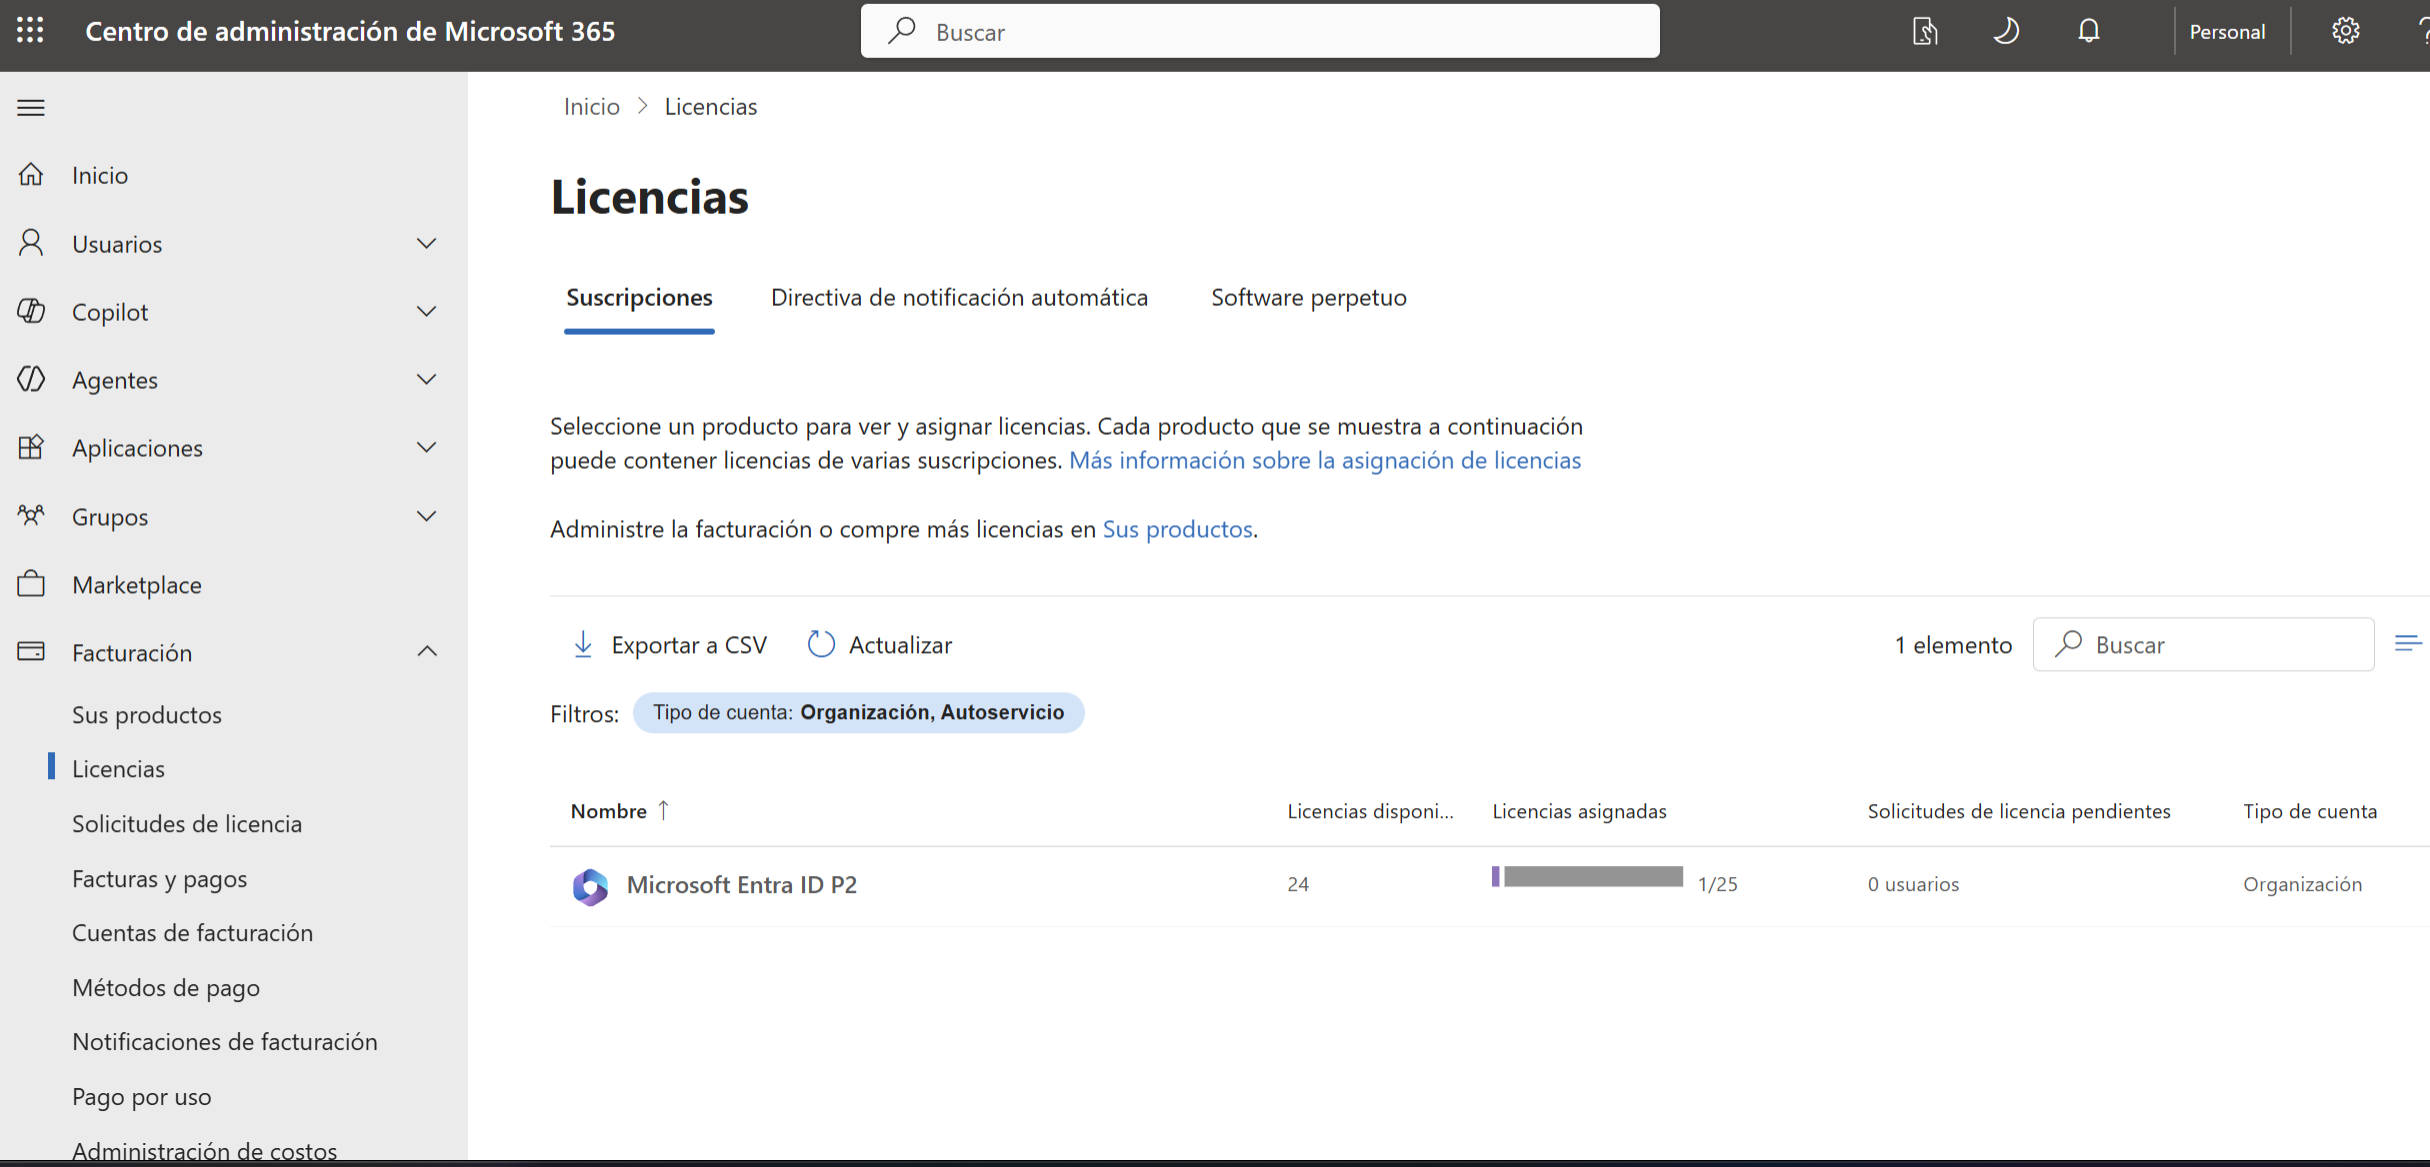 Centro de administración de Microsoft 365
Buscar
Personal
Inicio
Usuarios
Copilot
Agentes
Aplicaciones
Grupos
Marketplace
Facturación
Sus productos
Licencias
Solicitudes de licencia
Facturas y pagos
Cuentas de facturación
Métodos de pago
Notificaciones de facturación
Pago por uso
Administración de costos
Inicio > Licencias
Licencias
Suscripciones Directiva de notificación automática Software perpetuo
Seleccione un producto para ver y asignar licencias. Cada producto que se muestra a continuación
puede contener licencias de varias suscripciones. Más información sobre la asignación de licencias
Administre la facturación o compre más licencias en Sus productos.
Exportar a CSV Actualizar 1 elemento Buscar
Filtros: Tipo de cuenta: Organización, Autoservicio
Nombre ↑ Licencias disponi... Licencias asignadas Solicitudes de licencia pendientes Tipo de cuenta
Microsoft Entra ID P2 24 1/25 0 usuarios Organización